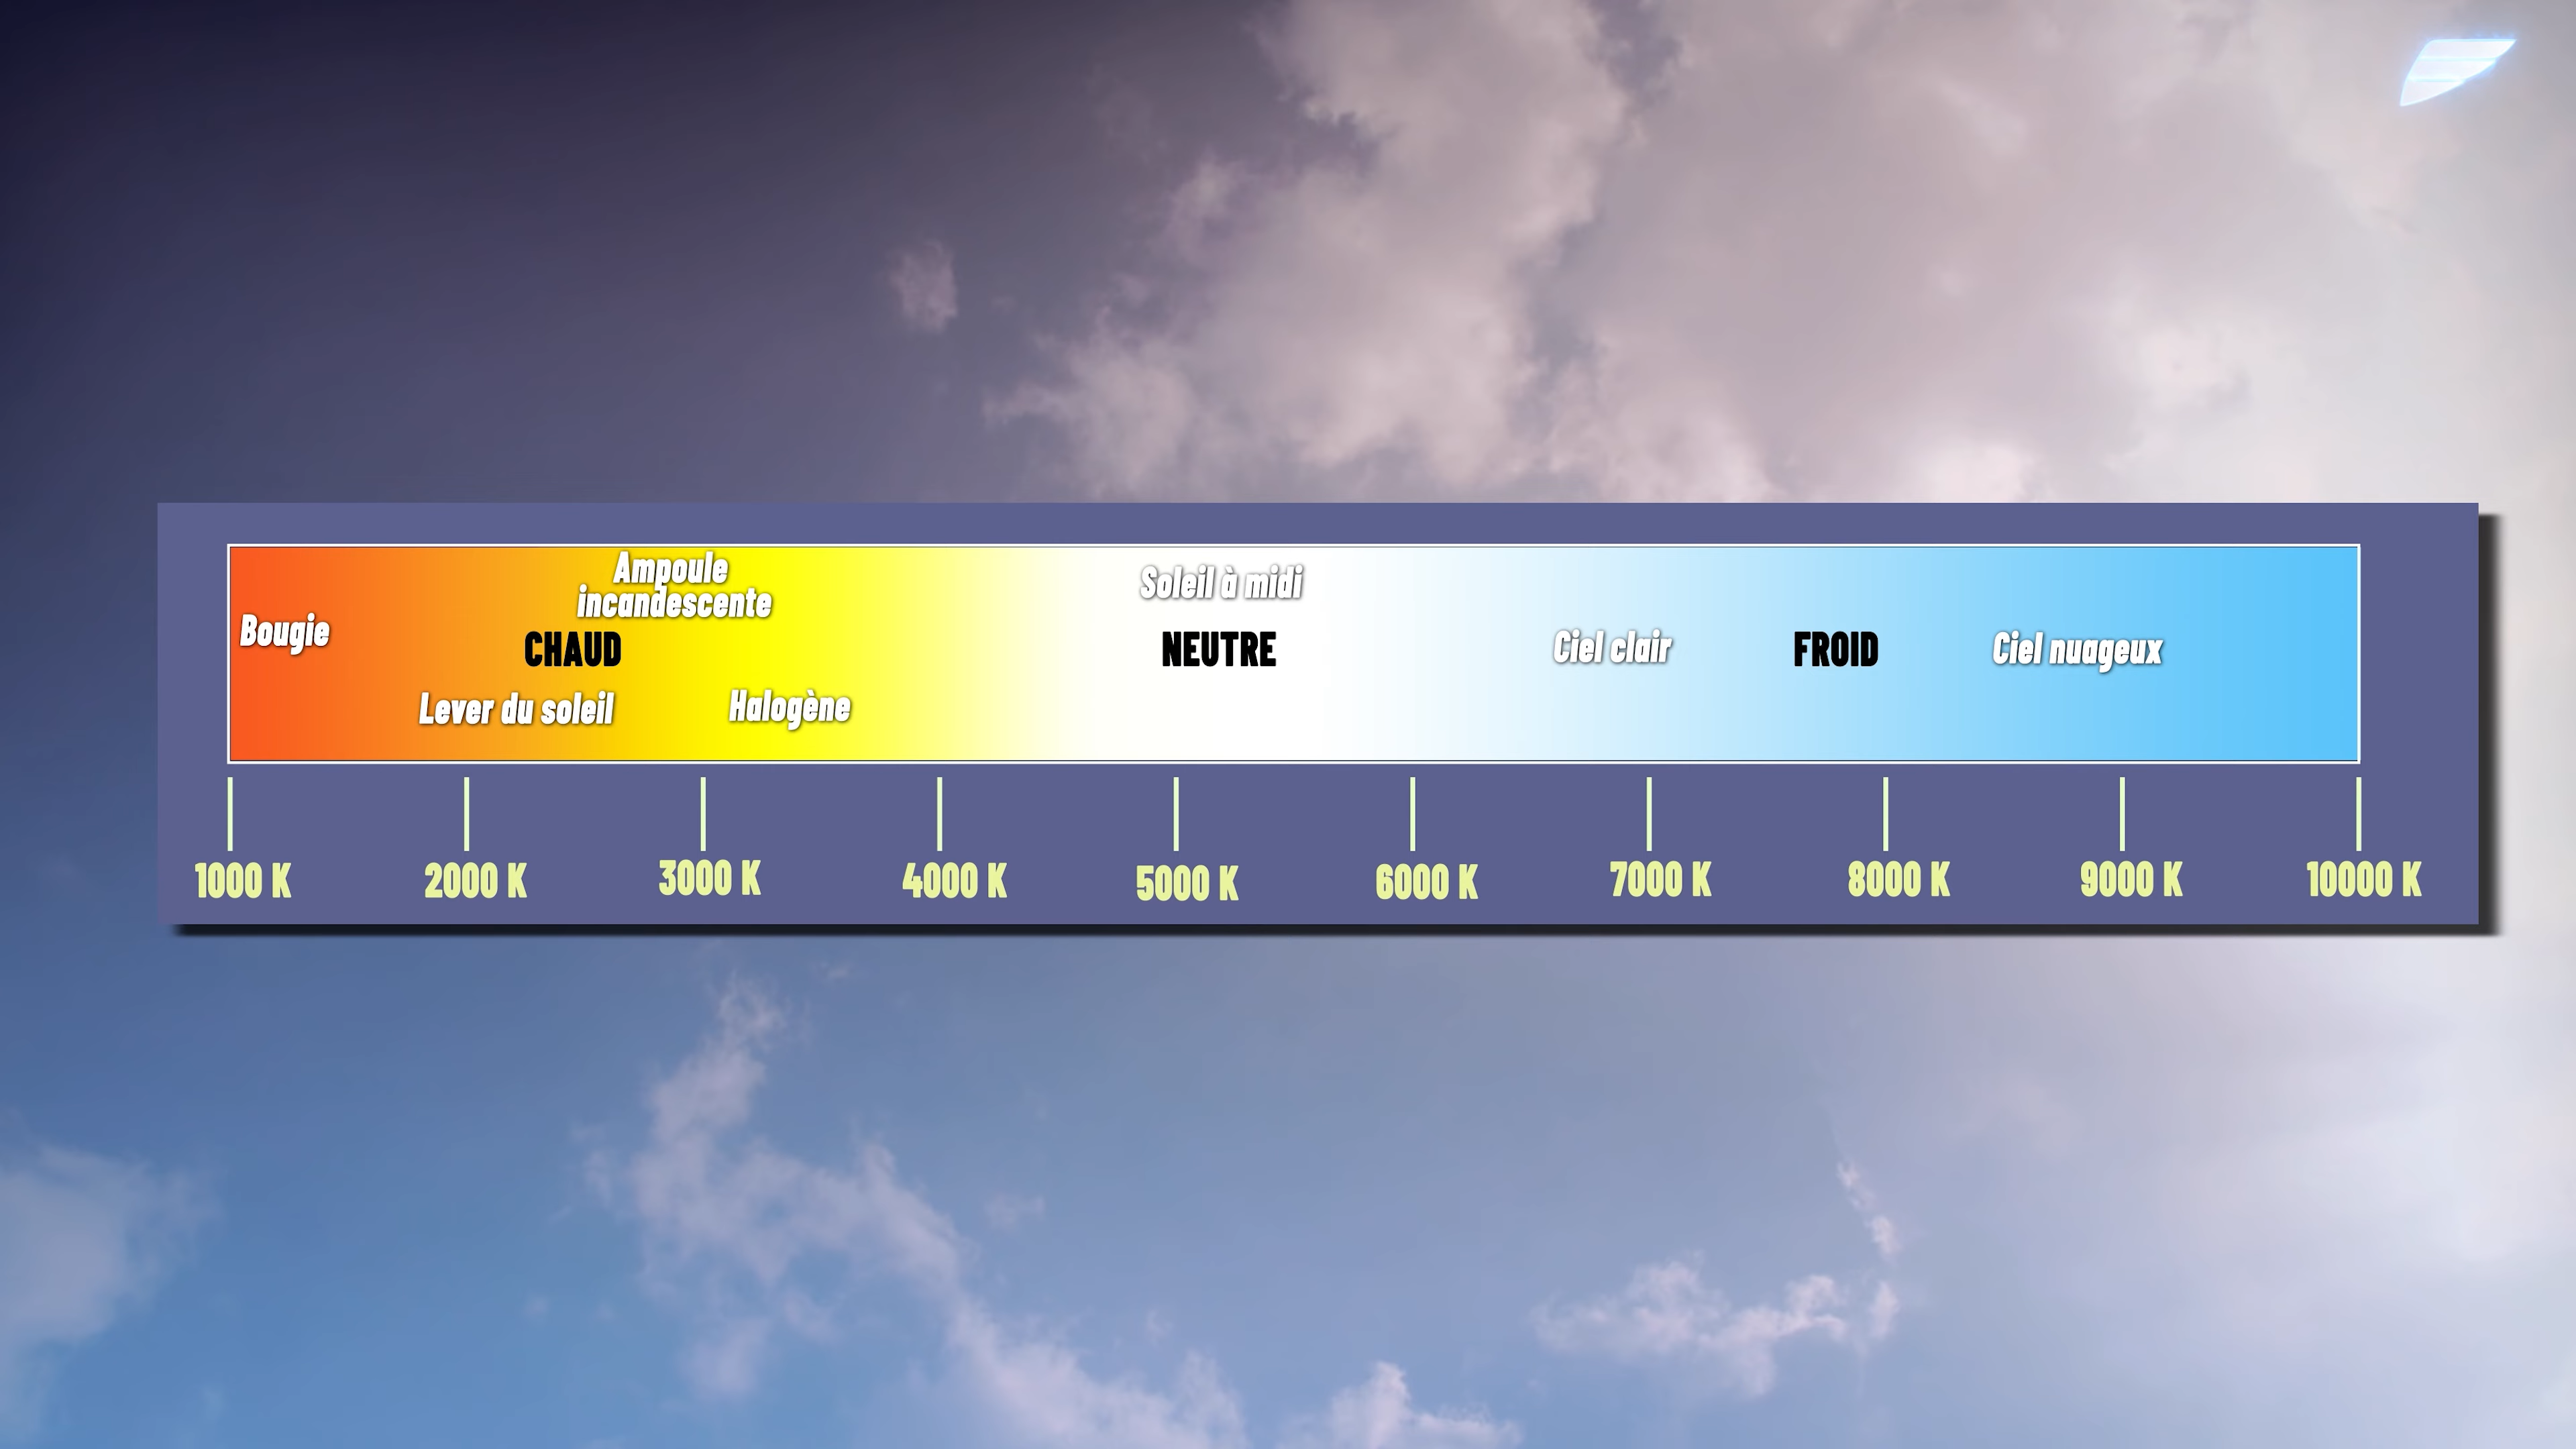 Ampoule
incandescente
Soleil à midi
Bougie
CHAUD
NEUTRE
Ciel clair
FROID
Ciel nuageux
Lever du soleil
Halogène
1000 K
2000 K
3000 K
4000 K
5000 K
6000 K
7000 K
8000 K
9000 K
10000 K